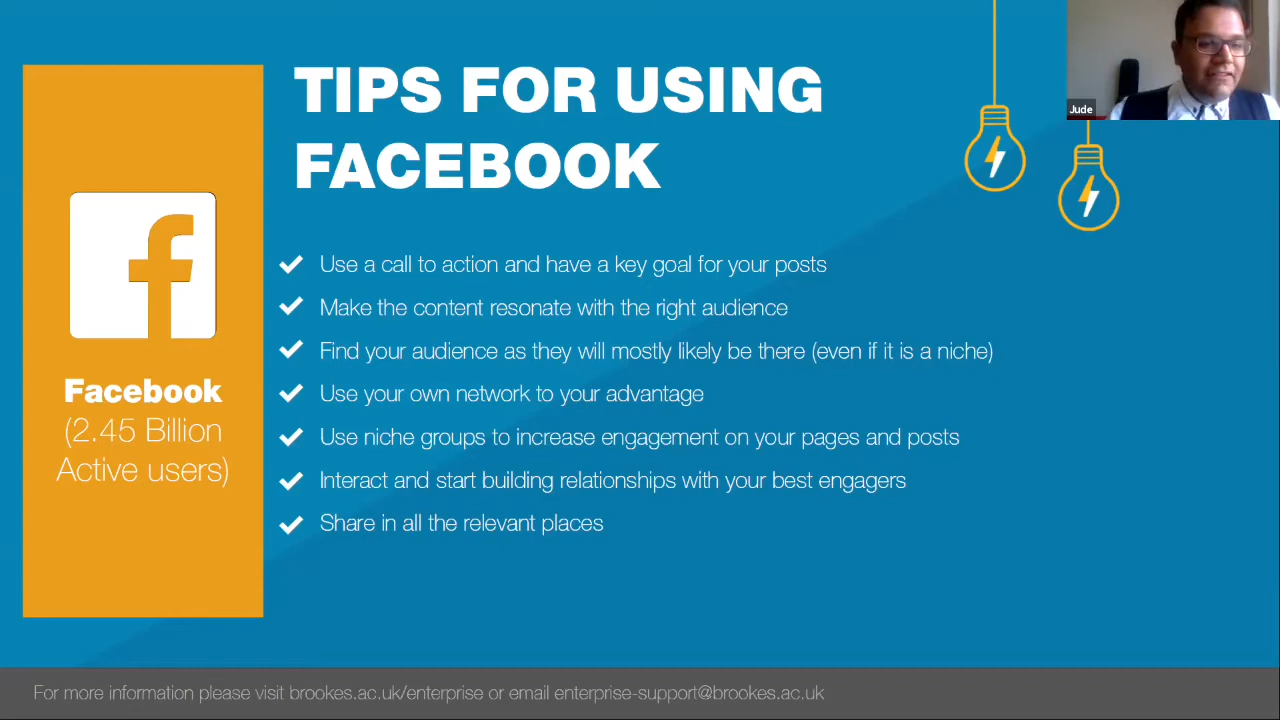 TIPS FOR USING
FACEBOOK
Jude
Facebook
(2.45 Billion
Active users)
Use a call to action and have a key goal for your posts
Make the content resonate with the right audience
Find your audience as they will mostly likely be there (even if it is a niche)
Use your own network to your advantage
Use niche groups to increase engagement on your pages and posts
Interact and start building relationships with your best engagers
Share in all the relevant places
For more information please visit brookes.ac.uk/enterprise or email enterprise-support@brookes.ac.uk